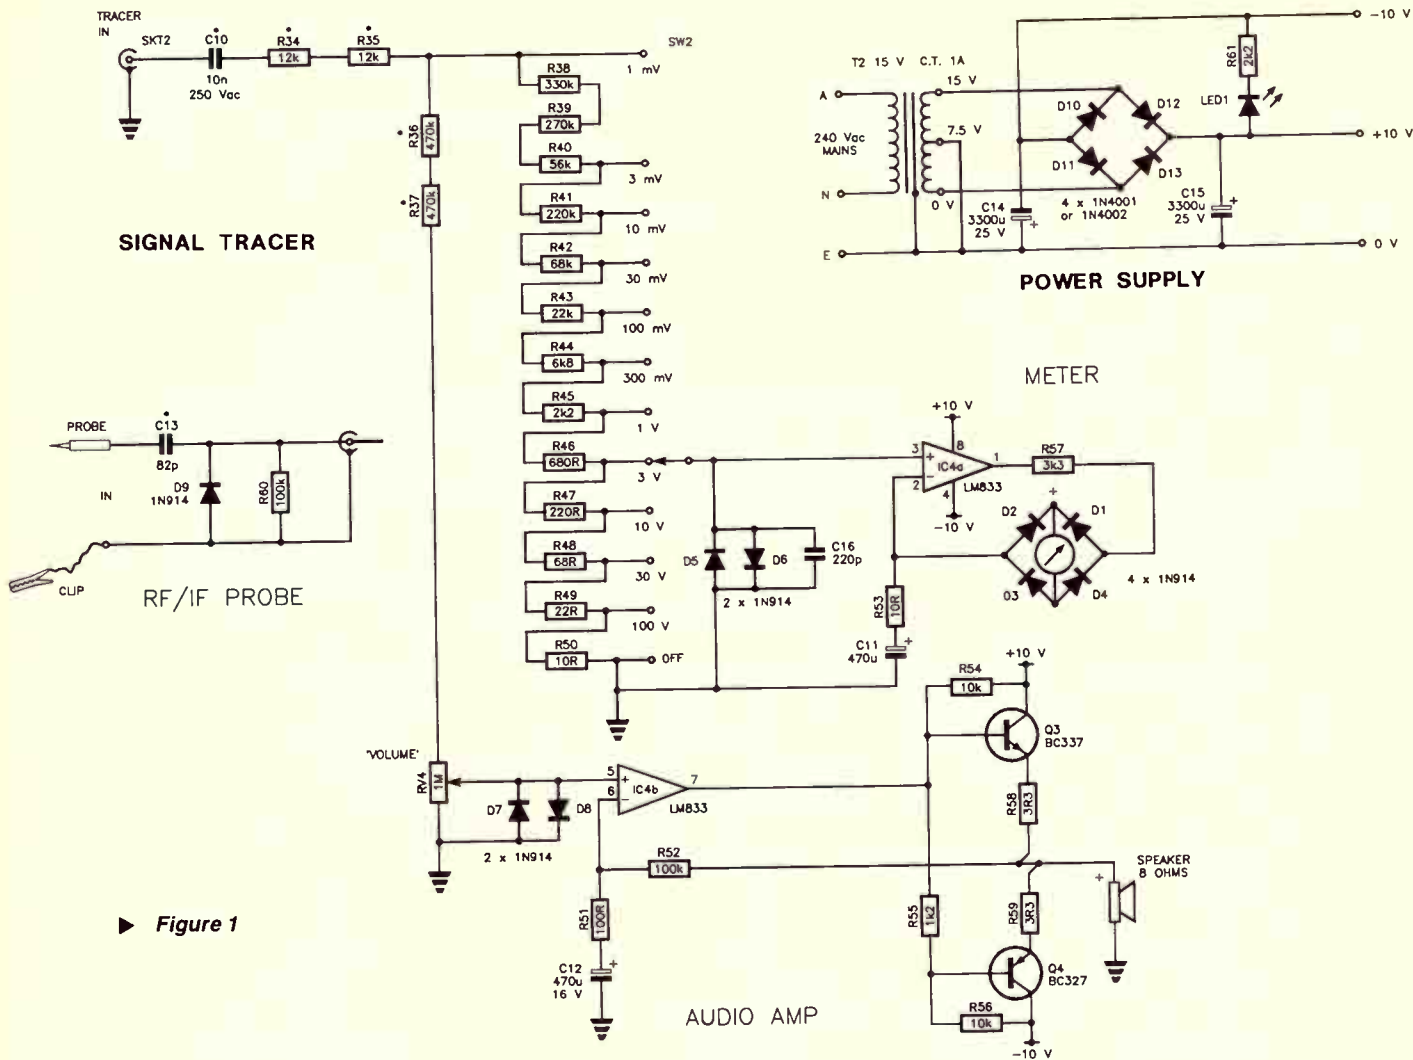 TRACER
IN
SKT2
C10
10n
250 Vac
R34
12k
R35
12k
SW2
1 mV
R38
330k
R39
270k
R40
56k
3 mV
R41
220k
10 mV
R42
68k
30 mV
R43
22k
100 mV
R44
6k8
300 mV
R45
2k2
1 V
R46
680R
3 V
R47
220R
10 V
R48
68R
30 V
R49
22R
100 V
R50
10R
OFF
R36
470k
R37
470k
SIGNAL TRACER
T2 15 V C.T. 1A
15 V
7.5 V
0 V
A
240 Vac
MAINS
N
E
D10
D12
D11
D13
4 x 1N4001
or 1N4002
C14
3300u
25 V
+
C15
3300u
25 V
+
R61
2k2
LED1
-10 V
+10 V
0 V
POWER SUPPLY
PROBE
C13
82p
IN
D9
1N914
R60
100k
CLIP
RF/IF PROBE
METER
+10 V
8
3
+
IC4a
1
2
-
LM833
4
-10 V
R57
3k3
+
D2
D1
D3
D4
4 x 1N914
D5
D6
C16
220p
2 x 1N914
R53
10R
C11
470u
+
'VOLUME'
RV4
1M
D7
D8
2 x 1N914
5
+
IC4b
7
6
-
LM833
R52
100k
R51
100R
C12
470u
16 V
+
R54
10k
+10 V
Q3
BC337
R58
3R3
R55
1k2
R59
3R3
Q4
BC327
R56
10k
-10 V
SPEAKER
8 OHMS
+
AUDIO AMP
▶ Figure 1